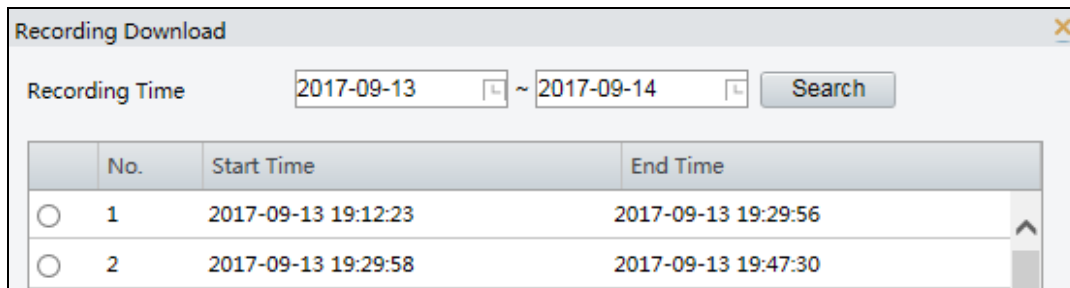 Recording Download
Recording Time 2017-09-13 ~ 2017-09-14 Search
No. Start Time End Time
1 2017-09-13 19:12:23 2017-09-13 19:29:56
2 2017-09-13 19:29:58 2017-09-13 19:47:30